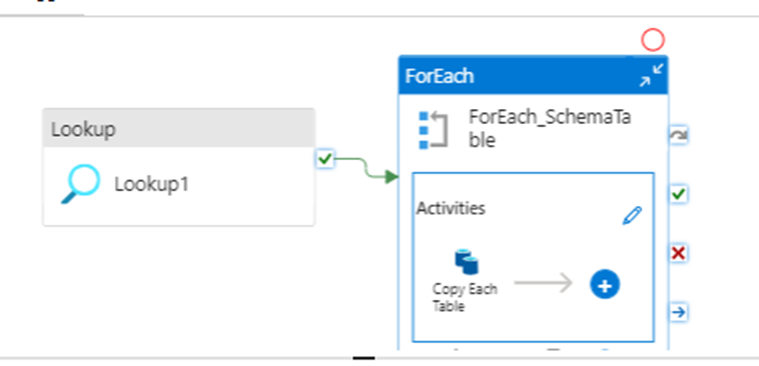 ForEach
Lookup
ForEach_SchemaTa
ble
Lookup1
Activities
Copy Each
Table